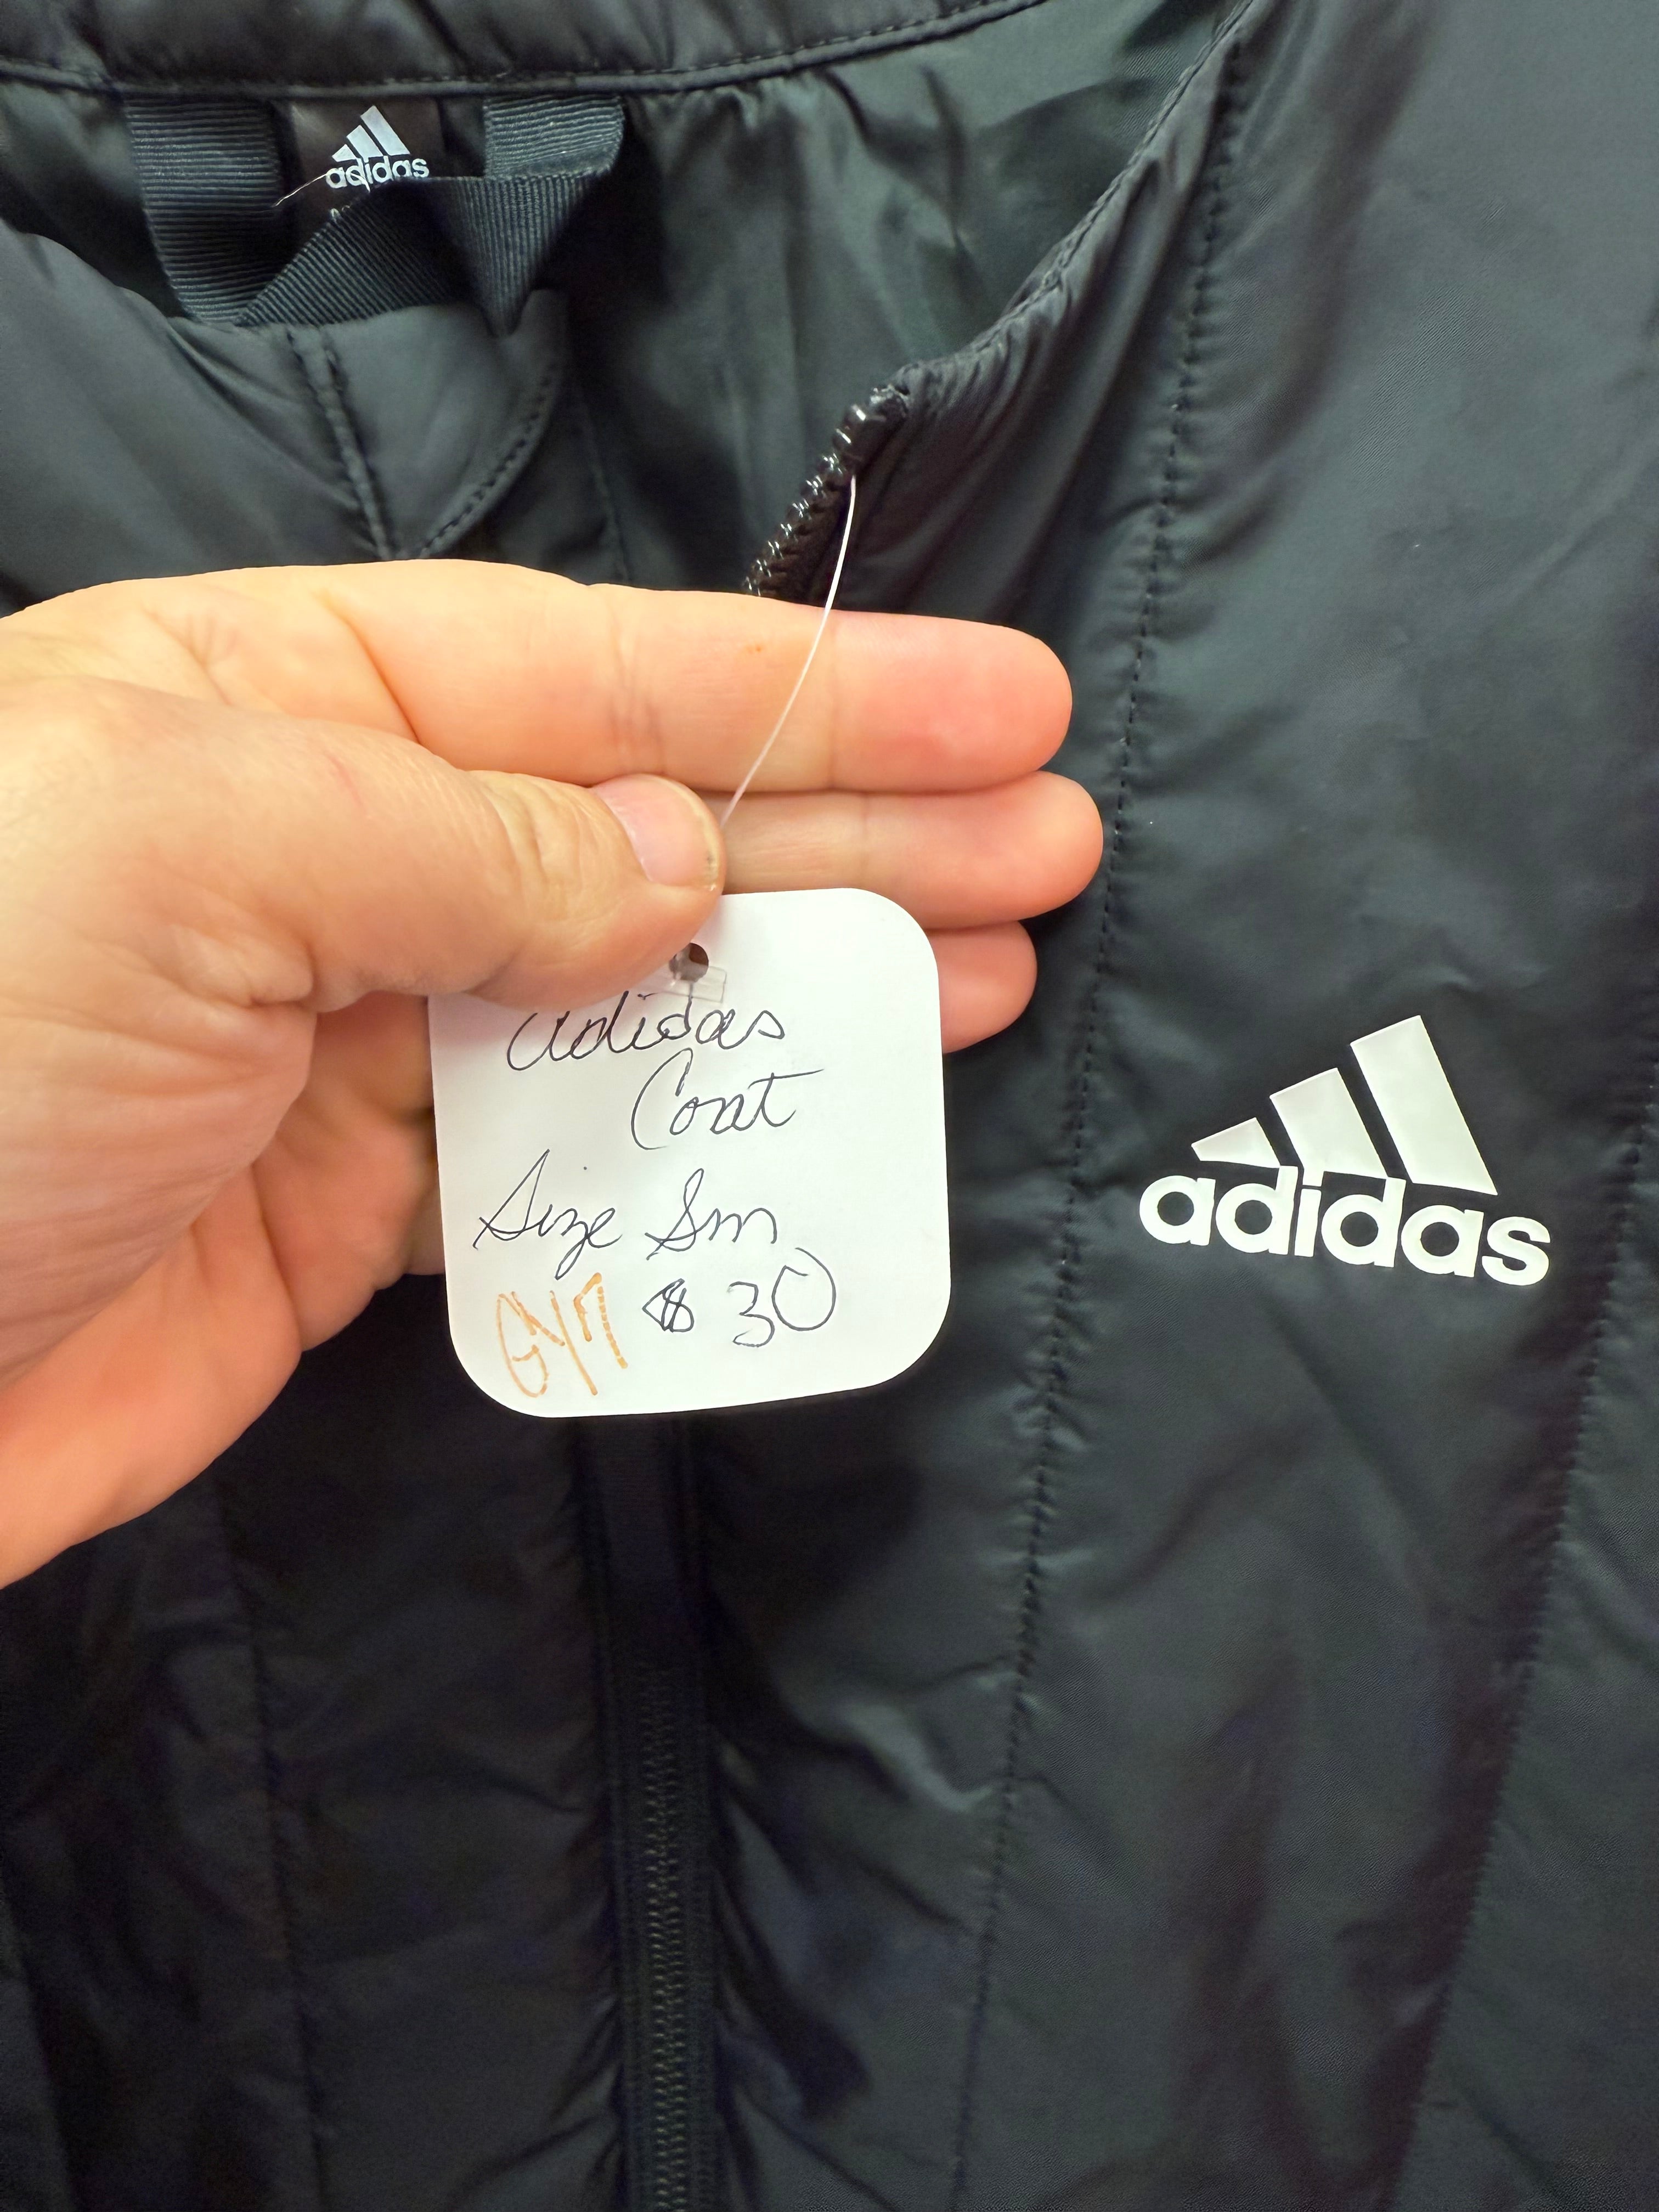 adidas
adidas
Coat
Size Sm
$30
adidas